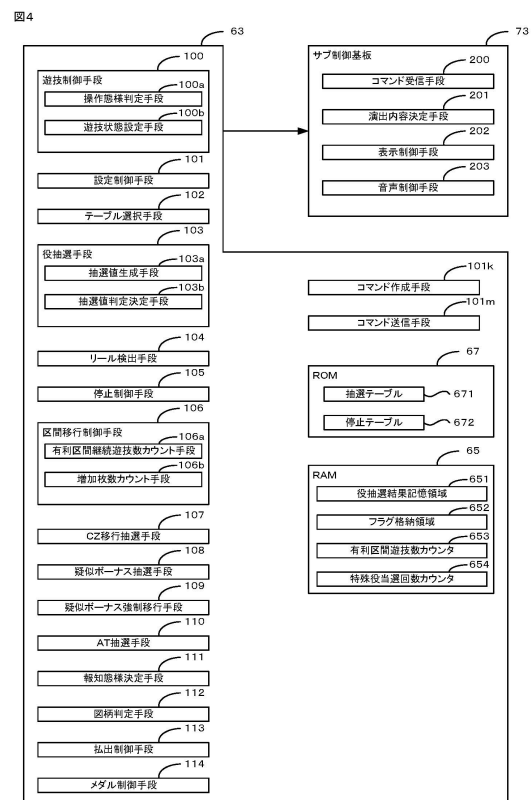 図4
63
100
遊技制御手段
100a
操作態様判定手段
100b
遊技状態設定手段
101
設定制御手段
102
テーブル選択手段
103
役抽選手段
103a
抽選値生成手段
103b
抽選値判定決定手段
104
リール検出手段
105
停止制御手段
106
区間移行制御手段
106a
有利区間継続遊技数カウント手段
106b
増加枚数カウント手段
107
CZ移行抽選手段
108
疑似ボーナス抽選手段
109
疑似ボーナス強制移行手段
110
AT抽選手段
111
報知態様決定手段
112
図柄判定手段
113
払出制御手段
114
メダル制御手段
73
サブ制御基板
200
コマンド受信手段
201
演出内容決定手段
202
表示制御手段
203
音声制御手段
101k
コマンド作成手段
101m
コマンド送信手段
67
ROM
抽選テーブル
671
停止テーブル
672
65
RAM
651
役抽選結果記憶領域
652
フラグ格納領域
653
有利区間遊技数カウンタ
654
特殊役当選回数カウンタ